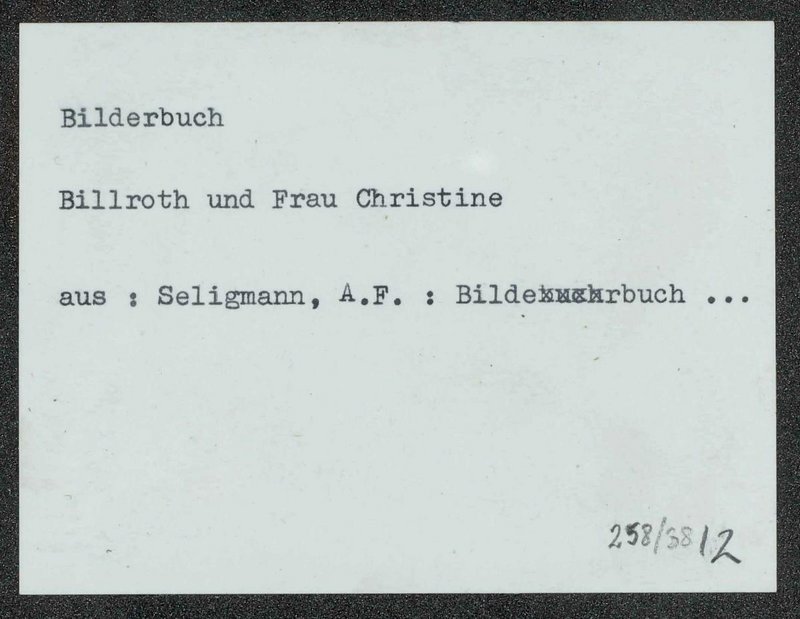 Bilderbuch
Billroth und Frau Christine
aus : Seligmann, A.F. : Bilderbuch ...
258/38/2